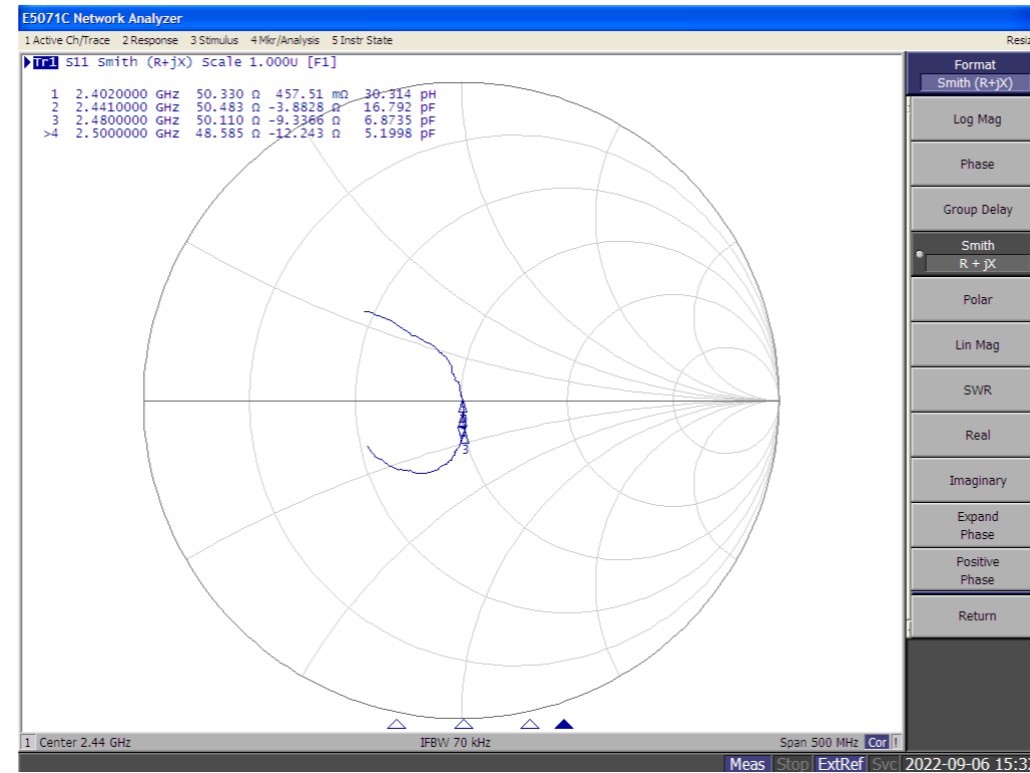 E5071C Network Analyzer
1 Active Ch/Trace 2 Response 3 Stimulus 4 Mkr/Analysis 5 Instr State
Tr1 S11 Smith (R+jX) Scale 1.000U [F1]
1 2.4020000 GHz 50.330 Ω 457.51 mΩ 30.314 pH
2 2.4410000 GHz 50.483 Ω -3.8828 Ω 16.792 pF
3 2.4800000 GHz 50.110 Ω -9.3366 Ω 6.8735 pF
>4 2.5000000 GHz 48.585 Ω -12.243 Ω 5.1998 pF
3
Format
Smith (R+jX)
Log Mag
Phase
Group Delay
Smith
R + jX
Polar
Lin Mag
SWR
Real
Imaginary
Expand
Phase
Positive
Phase
Return
1 Center 2.44 GHz IFBW 70 kHz Span 500 MHz Cor !
Meas Stop ExtRef Svc 2022-09-06 15:3